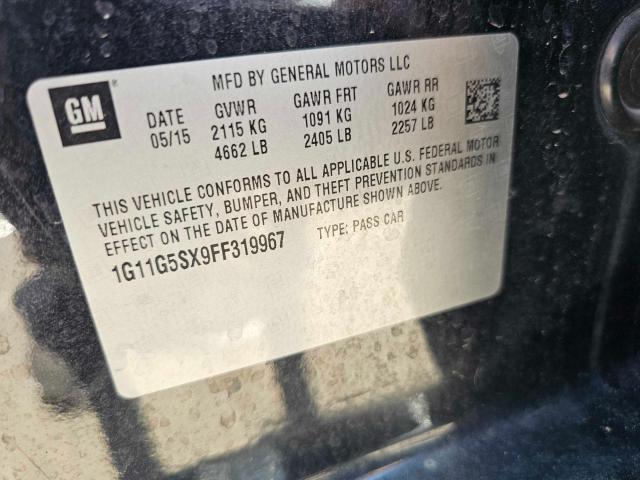 MFD BY GENERAL MOTORS LLC
GM®
DATE GVWR GAWR FRT GAWR RR
05/15 2115 KG 1091 KG 1024 KG
4662 LB 2405 LB 2257 LB
THIS VEHICLE CONFORMS TO ALL APPLICABLE U.S. FEDERAL MOTOR
VEHICLE SAFETY, BUMPER, AND THEFT PREVENTION STANDARDS IN
EFFECT ON THE DATE OF MANUFACTURE SHOWN ABOVE.
1G11G5SX9FF319967 TYPE: PASS CAR